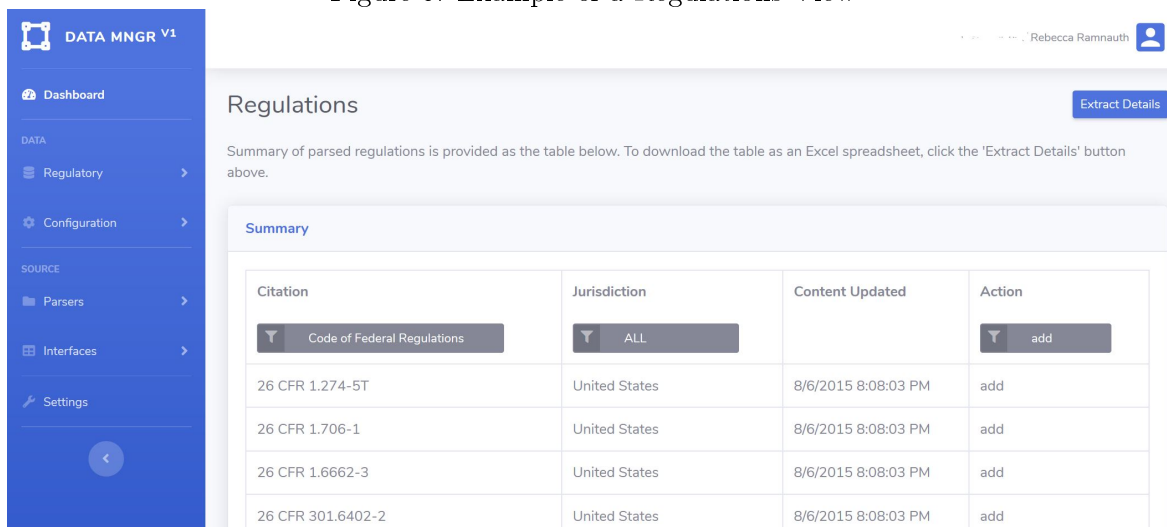 DATA MNGR V1
Rebecca Ramnauth
Dashboard
DATA
Regulatory
Configuration
SOURCE
Parsers
Interfaces
Settings
Regulations
Extract Details
Summary of parsed regulations is provided as the table below. To download the table as an Excel spreadsheet, click the 'Extract Details' button
above.
Summary
Citation Jurisdiction Content Updated Action
Code of Federal Regulations ALL add
26 CFR 1.274-5T United States 8/6/2015 8:08:03 PM add
26 CFR 1.706-1 United States 8/6/2015 8:08:03 PM add
26 CFR 1.6662-3 United States 8/6/2015 8:08:03 PM add
26 CFR 301.6402-2 United States 8/6/2015 8:08:03 PM add